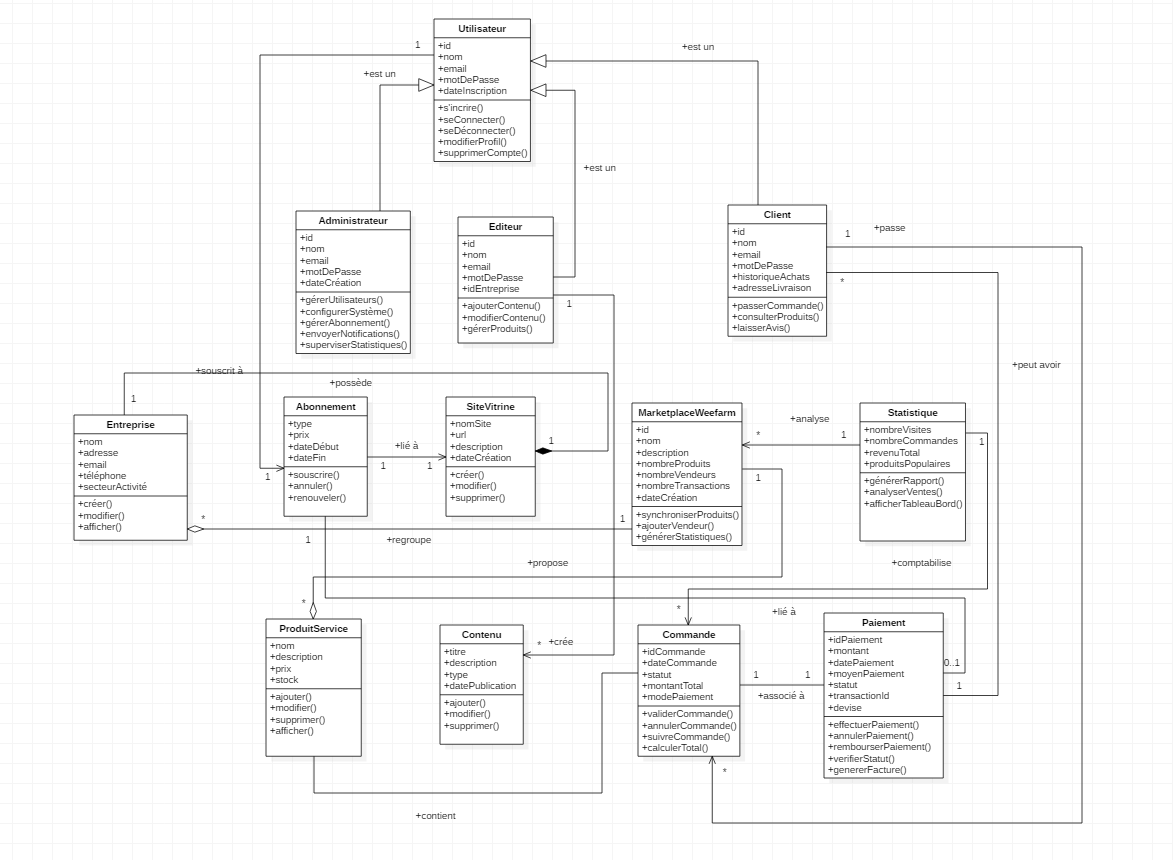 Utilisateur
+id
+nom
+email
+motDePasse
+dateInscription
+s'incrire()
+seConnecter()
+seDéconnecter()
+modifierProfil()
+supprimerCompte()
1
+est un
+est un
+est un
Administrateur
+id
+nom
+email
+motDePasse
+dateCréation
+gérerUtilisateurs()
+configurerSystème()
+gérerAbonnement()
+envoyerNotifications()
+superviserStatistiques()
Editeur
+id
+nom
+email
+motDePasse
+idEntreprise
+ajouterContenu()
+modifierContenu()
+gérerProduits()
1
Client
+id
+nom
+email
+motDePasse
+historiqueAchats
+adresseLivraison
+passerCommande()
+consulterProduits()
+laisserAvis()
1
+passe
*
+peut avoir
+souscrit à
+possède
1
Entreprise
+nom
+adresse
+email
+téléphone
+secteurActivité
+créer()
+modifier()
+afficher()
*
1
Abonnement
+type
+prix
+dateDébut
+dateFin
+souscrire()
+annuler()
+renouveler()
+lié à
1
1
1
SiteVitrine
+nomSite
+url
+description
+dateCréation
+créer()
+modifier()
+supprimer()
1
MarketplaceWeefarm
+id
+nom
+description
+nombreProduits
+nombreVendeurs
+nombreTransactions
+dateCréation
+synchroniserProduits()
+ajouterVendeur()
+générerStatistiques()
1
1
+analyse
*
1
Statistique
+nombreVisites
+nombreCommandes
+revenuTotal
+produitsPopulaires
+générerRapport()
+analyserVentes()
+afficherTableauBord()
1
+regroupe
+propose
+comptabilise
*
ProduitService
+nom
+description
+prix
+stock
+ajouter()
+modifier()
+supprimer()
+afficher()
Contenu
+titre
+description
+type
+datePublication
+ajouter()
+modifier()
+supprimer()
*
+crée
*
Commande
+idCommande
+dateCommande
+statut
+montantTotal
+modePaiement
+validerCommande()
+annulerCommande()
+suivreCommande()
+calculerTotal()
1
1
+associé à
+lié à
Paiement
+idPaiement
+montant
+datePaiement
+moyenPaiement
+statut
+transactionId
+devise
+effectuerPaiement()
+annulerPaiement()
+rembourserPaiement()
+verifierStatut()
+genererFacture()
0..1
1
*
+contient